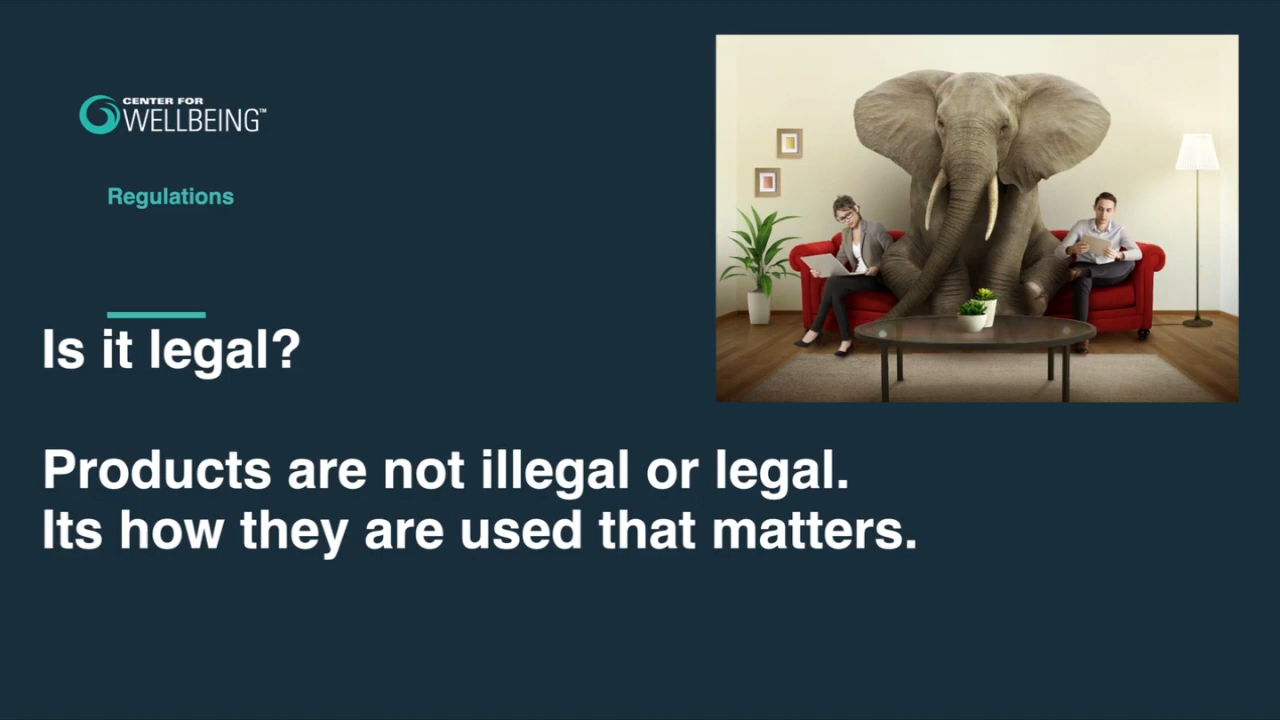 CENTER FOR
WELLBEING™
Regulations
Is it legal?
Products are not illegal or legal.
Its how they are used that matters.